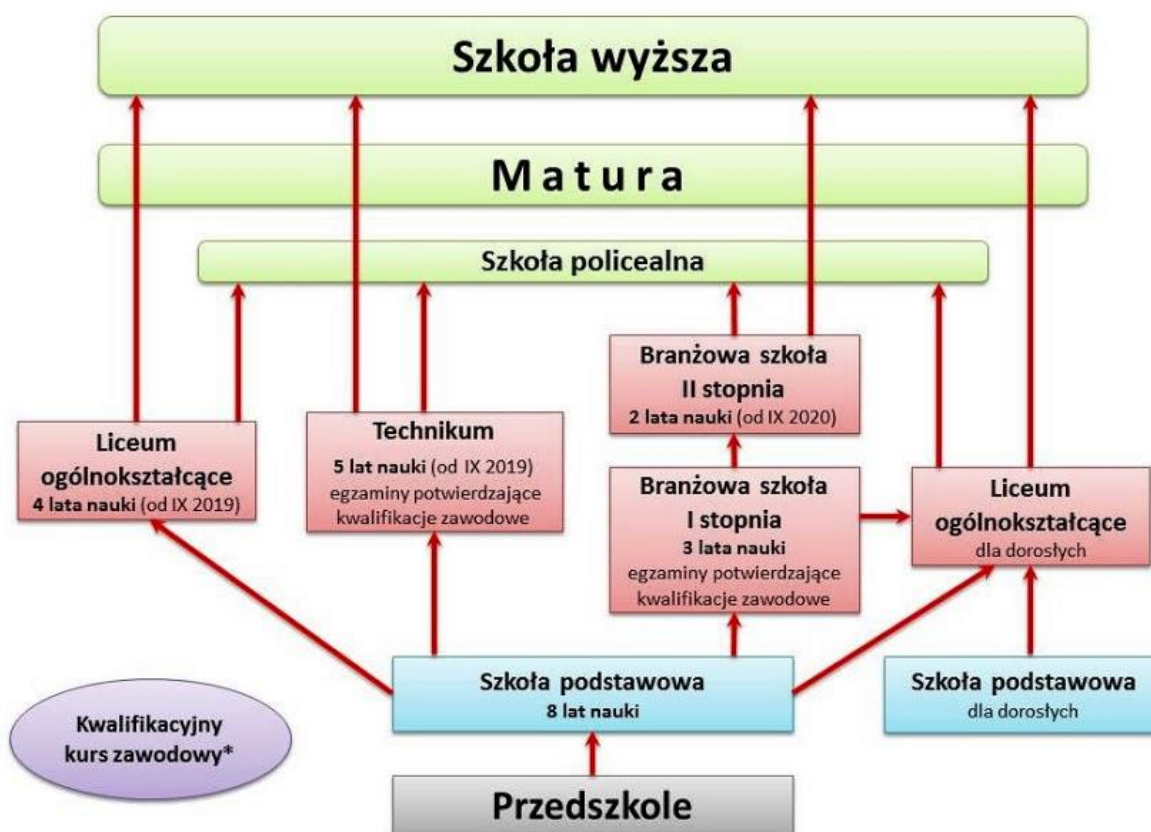 Szkoła wyższa
Matura
Szkoła policealna
Branżowa szkoła
II stopnia
2 lata nauki (od IX 2020)
Liceum
ogólnokształcące
4 lata nauki (od IX 2019)
Technikum
5 lat nauki (od IX 2019)
egzaminy potwierdzające
kwalifikacje zawodowe
Branżowa szkoła
I stopnia
3 lata nauki
egzaminy potwierdzające
kwalifikacje zawodowe
Liceum
ogólnokształcące
dla dorosłych
Szkoła podstawowa
8 lat nauki
Szkoła podstawowa
dla dorosłych
Kwalifikacyjny
kurs zawodowy*
Przedszkole